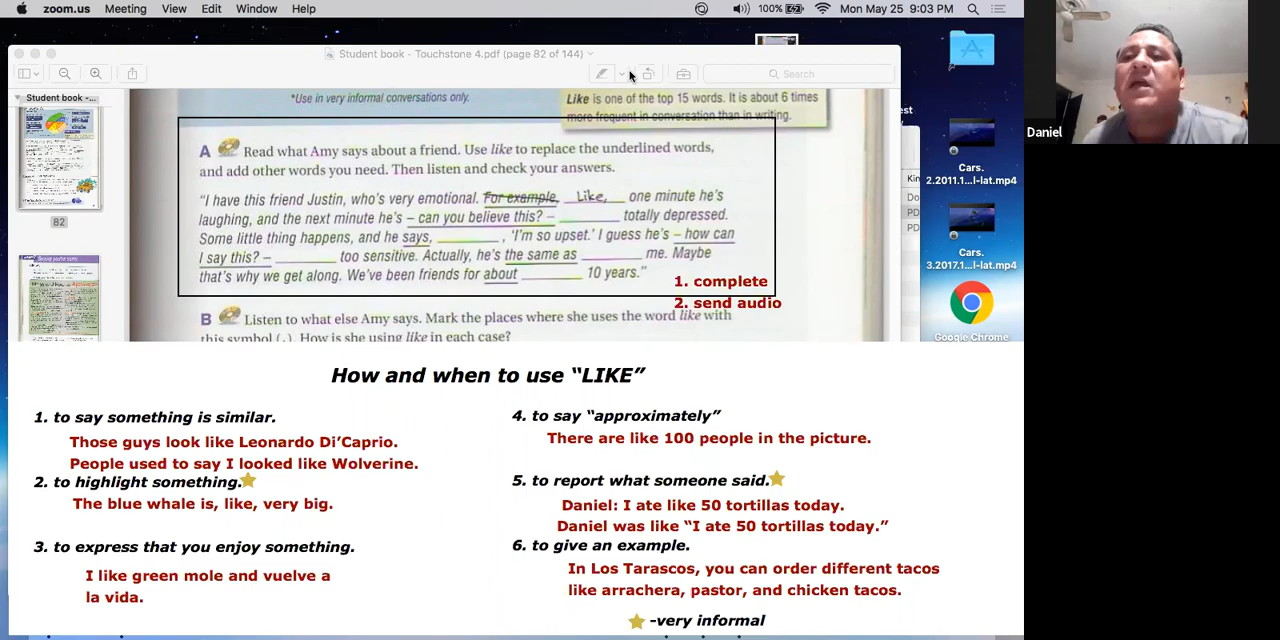 zoom.us Meeting View Edit Window Help
100% Mon May 25 9:03 PM
Student book - Touchstone 4.pdf (page 82 of 144)
Search
Student book -...
82
*Use in very informal conversations only.
Like is one of the top 15 words. It is about 6 times
more frequent in conversation than in writing.
A Read what Amy says about a friend. Use like to replace the underlined words,
and add other words you need. Then listen and check your answers.
"I have this friend Justin, who's very emotional. For example, Like, one minute he's
laughing, and the next minute he's – can you believe this? – ________ totally depressed.
Some little thing happens, and he says, ________ , 'I'm so upset.' I guess he's – how can
I say this? – ________ too sensitive. Actually, he's the same as ________ me. Maybe
that's why we get along. We've been friends for about ________ 10 years."
1. complete
2. send audio
B Listen to what else Amy says. Mark the places where she uses the word like with
this symbol (,). How is she using like in each case?
How and when to use “LIKE”
1. to say something is similar.
Those guys look like Leonardo Di’Caprio.
People used to say I looked like Wolverine.
2. to highlight something.
The blue whale is, like, very big.
3. to express that you enjoy something.
I like green mole and vuelve a
la vida.
4. to say “approximately”
There are like 100 people in the picture.
5. to report what someone said.
Daniel: I ate like 50 tortillas today.
Daniel was like “I ate 50 tortillas today.”
6. to give an example.
In Los Tarascos, you can order different tacos
like arrachera, pastor, and chicken tacos.
-very informal
est
Kin
Do
PD
PD
Cars.
2.2011.1...l-lat.mp4
Cars.
3.2017.1...l-lat.mp4
Google Chrome
Daniel